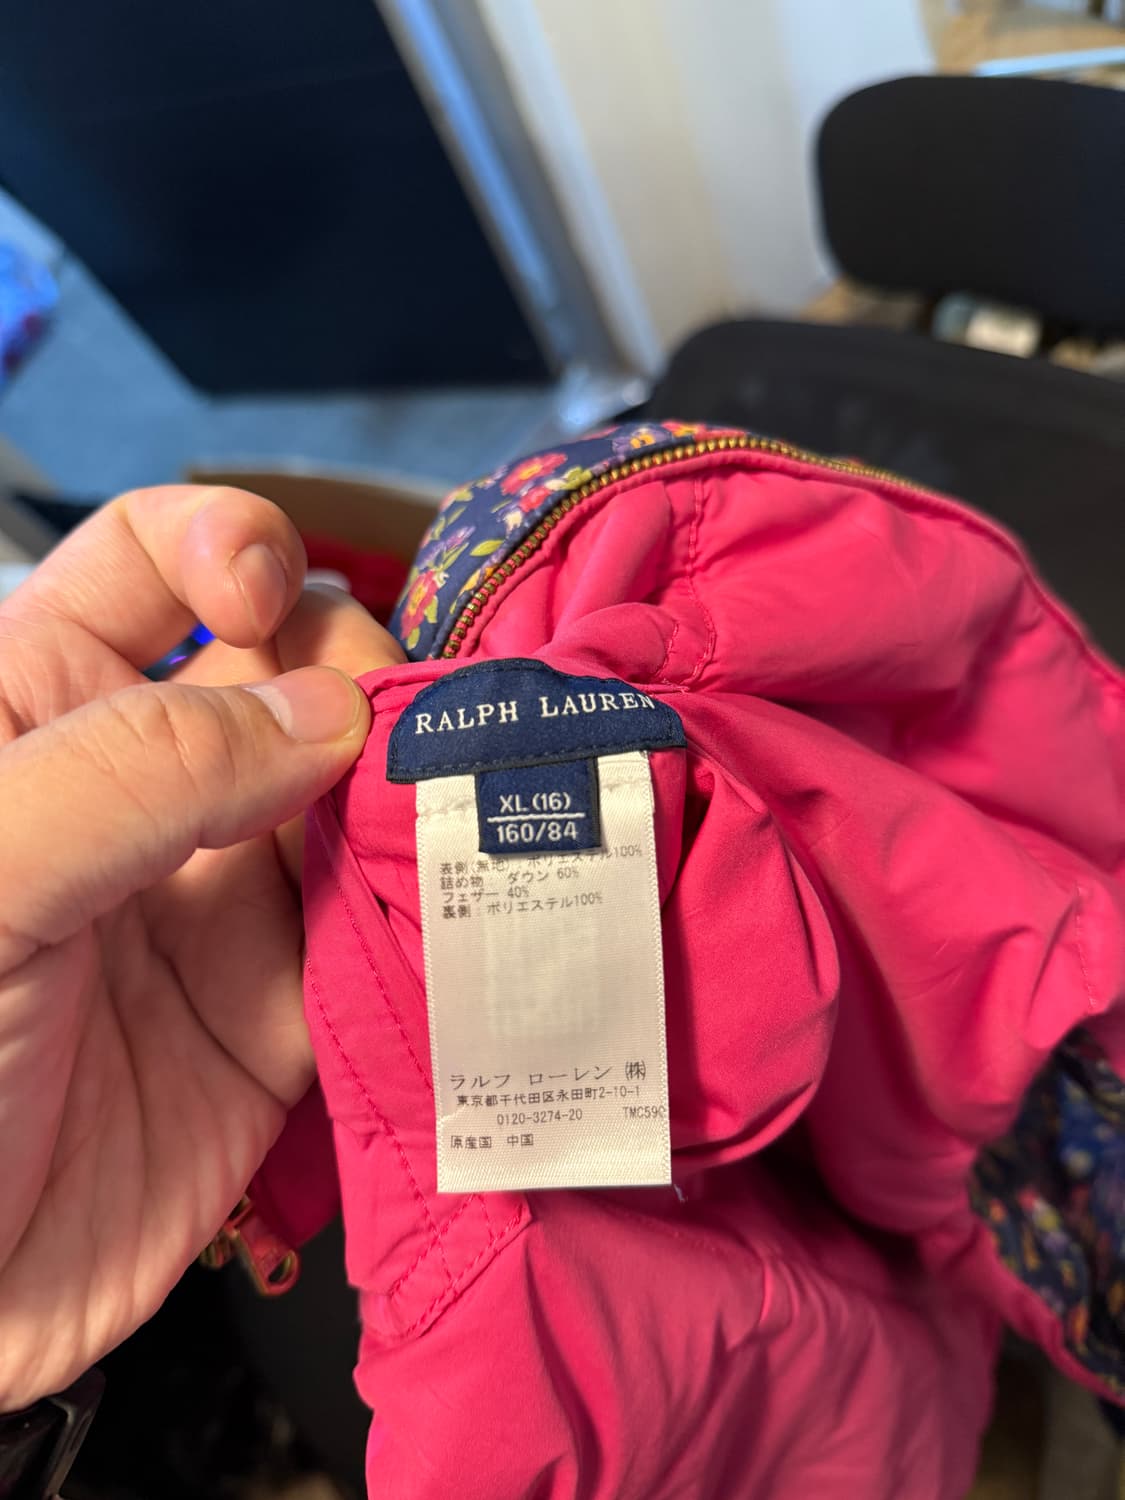 RALPH LAUREN
XL(16)
160/84
表側(無地):ポリエステル100%
詰め物 ダウン 60%
フェザー 40%
裏側:ポリエステル100%
ラルフ ローレン ㈱
東京都千代田区永田町2-10-1
0120-3274-20 TMC590
原産国 中国